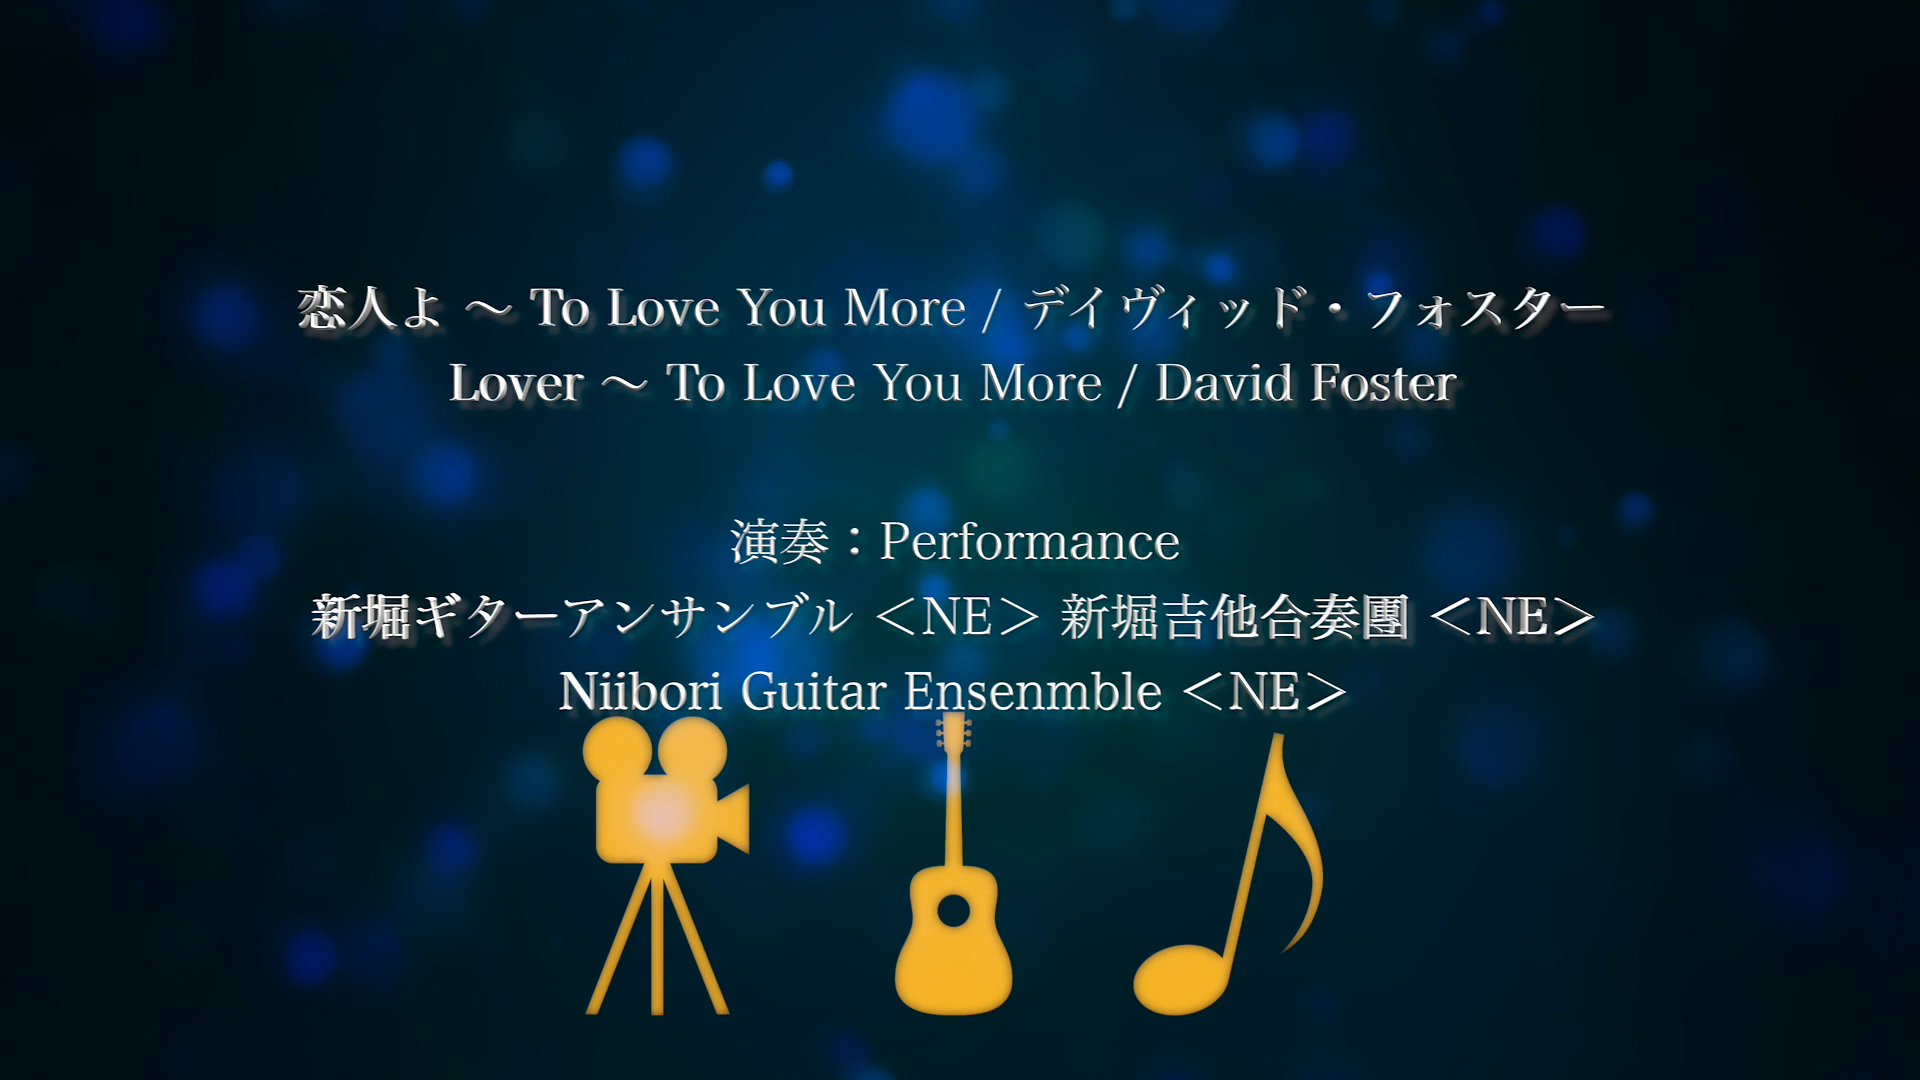 恋人よ ～ To Love You More / デイヴィッド・フォスター
Lover ～ To Love You More / David Foster
演奏：Performance
新堀ギターアンサンブル ＜NE＞ 新堀吉他合奏團 ＜NE＞
Niibori Guitar Ensenmble ＜NE＞